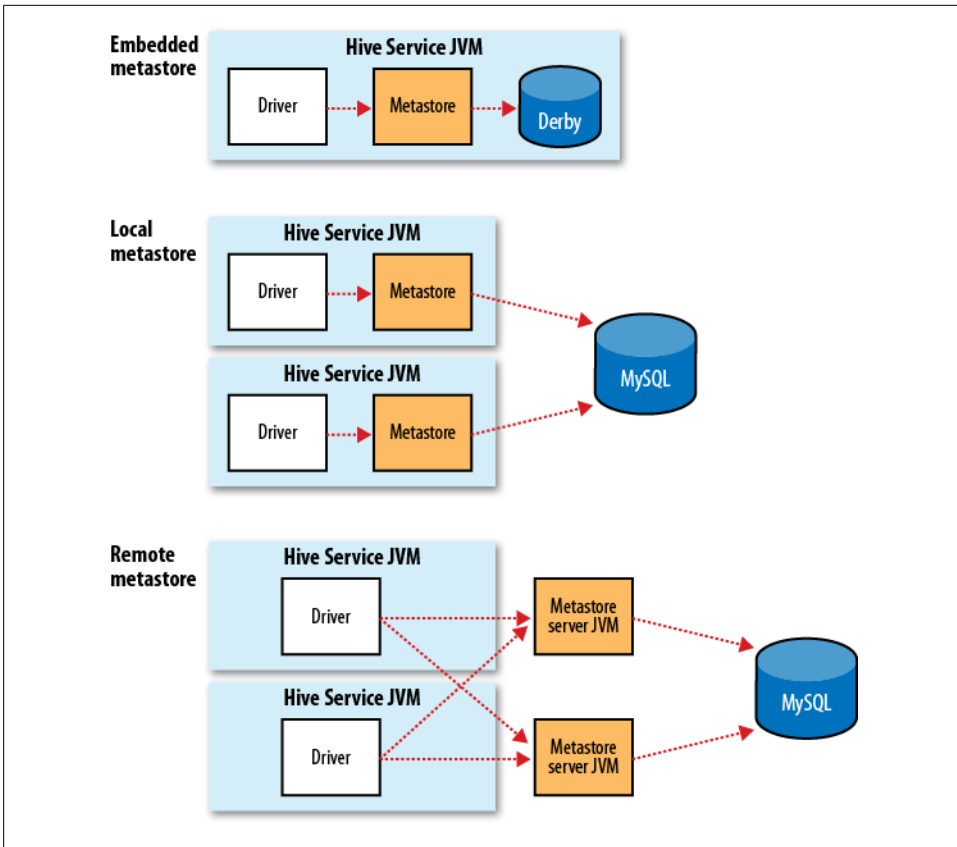 Embedded
metastore
Hive Service JVM
Driver
Metastore
Derby
Local
metastore
Hive Service JVM
Driver
Metastore
Hive Service JVM
Driver
Metastore
MySQL
Remote
metastore
Hive Service JVM
Driver
Metastore
server JVM
Hive Service JVM
Driver
Metastore
server JVM
MySQL